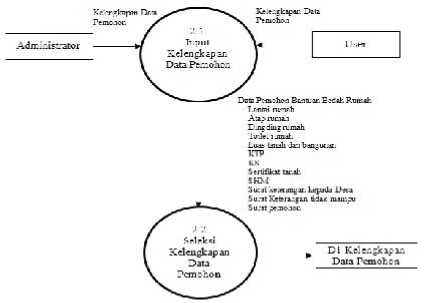 Kelengkapan Data
Pemohon
Kelengkapan Data
Pemohon
Administrator
2.1
Input
Kelengkapan
Data Pemohon
User
Data Pemohon Bantuan Bedah Rumah
Lantai rumah
Atap rumah
Dingding rumah
Toilet rumah
Luas tanah dan bangunan
KTP
KK
Sertifikat tanah
SHM
Surat keterangan kepada Desa
Surat Keterangan tidak mampu
Surat pemohon
2.2
Seleksi
Kelengkapan
Data
Pemohon
D1 Kelengkapan
Data Pemohon